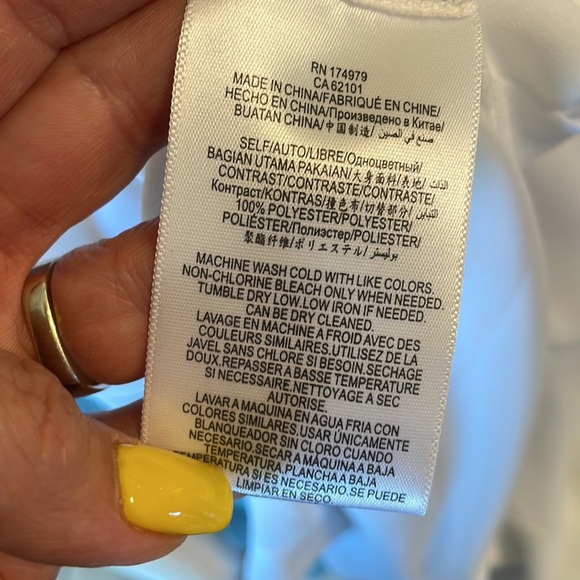 RN 174979
CA 62101
MADE IN CHINA/FABRIQUÉ EN CHINE/
HECHO EN CHINA/Произведено в Китае/
BUATAN CHINA/中国制造/ صنع في الصين
SELF/AUTO/LIBRE/Одноцветный/
BAGIAN UTAMA PAKAIAN/大身面料/表地/ الذات
CONTRAST/CONTRASTE/CONTRASTE/
Контраст/KONTRAS/撞色布/切替部分/ التباين
100% POLYESTER/POLYESTER/
POLIÉSTER/Полиэстер/POLIESTER/
聚酯纤维/ポリエステル/ بوليستر
MACHINE WASH COLD WITH LIKE COLORS.
NON-CHLORINE BLEACH ONLY WHEN NEEDED.
TUMBLE DRY LOW.LOW IRON IF NEEDED.
CAN BE DRY CLEANED.
LAVAGE EN MACHINE A FROID AVEC DES
COULEURS SIMILAIRES.UTILISEZ DE LA
JAVEL SANS CHLORE SI BESOIN.SECHAGE
DOUX.REPASSER A BASSE TEMPERATURE
SI NECESSAIRE.NETTOYAGE A SEC
AUTORISE.
LAVAR A MAQUINA EN AGUA FRIA CON
COLORES SIMILARES.USAR ÚNICAMENTE
BLANQUEADOR SIN CLORO CUANDO
NECESARIO.SECAR A MÁQUINA A BAJA
TEMPERATURA.PLANCHA A BAJA
TEMPERATURA SI ES NECESARIO.SE PUEDE
LIMPIAR EN SECO